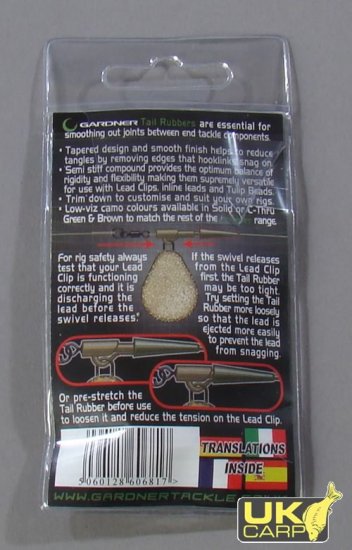 GARDNER Tail Rubbers are essential for
smoothing out joints between end tackle components.
• Tapered design and smooth finish helps to reduce
tangles by removing edges that hooklinks snag on.
• Semi stiff compound provides the optimum balance of
rigidity and flexibility making them supremely versatile
for use with Lead Clips, inline leads and Tulip Beads.
• Trim down to customise and suit your own rigs.
• Low-viz camo colours available in Solid or C-Thru
Green & Brown to match the rest of the range.
For rig safety always
test that your Lead
Clip is functioning
correctly and it is
discharging the
lead before the
swivel releases.
If the swivel releases
from the Lead Clip
first, the Tail Rubber
may be too tight.
Try setting the Tail
Rubber more loosely
so that the lead is
ejected more easily
to prevent the lead
from snagging.
Or pre-stretch the
Tail Rubber before use
to loosen it and reduce the tension on the Lead Clip.
5060128 606817
TRANSLATIONS
INSIDE
UK
CARP